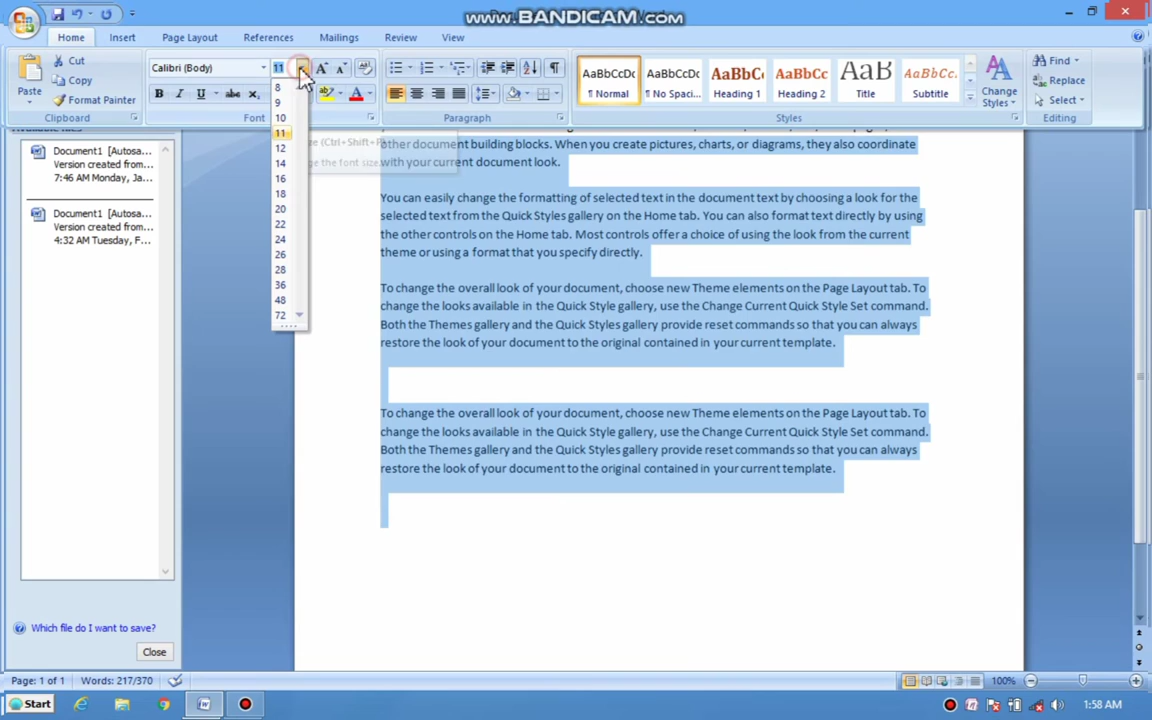 www.BANDICAM.com
Home Insert Page Layout References Mailings Review View
Paste
Cut
Copy
Format Painter
Clipboard
Calibri (Body) 11
Font
Paragraph
AaBbCcDc AaBbCcDc AaBbCc AaBbCc AaB AaBbCc.
¶ Normal ¶ No Spaci... Heading 1 Heading 2 Title Subtitle
Change
Styles
Styles
Find
Replace
Select
Editing
8
9
10
11
12
14
16
18
20
22
24
26
28
36
48
72
Document1 [Autosa...
Version created from...
7:46 AM Monday, Ja...
Document1 [Autosa...
Version created from...
4:32 AM Tuesday, F...
Which file do I want to save?
Close
other document building blocks. When you create pictures, charts, or diagrams, they also coordinate
with your current document look.
You can easily change the formatting of selected text in the document text by choosing a look for the
selected text from the Quick Styles gallery on the Home tab. You can also format text directly by using
the other controls on the Home tab. Most controls offer a choice of using the look from the current
theme or using a format that you specify directly.
To change the overall look of your document, choose new Theme elements on the Page Layout tab. To
change the looks available in the Quick Style gallery, use the Change Current Quick Style Set command.
Both the Themes gallery and the Quick Styles gallery provide reset commands so that you can always
restore the look of your document to the original contained in your current template.
To change the overall look of your document, choose new Theme elements on the Page Layout tab. To
change the looks available in the Quick Style gallery, use the Change Current Quick Style Set command.
Both the Themes gallery and the Quick Styles gallery provide reset commands so that you can always
restore the look of your document to the original contained in your current template.
Page: 1 of 1 Words: 217/370 100%
Start 1:58 AM